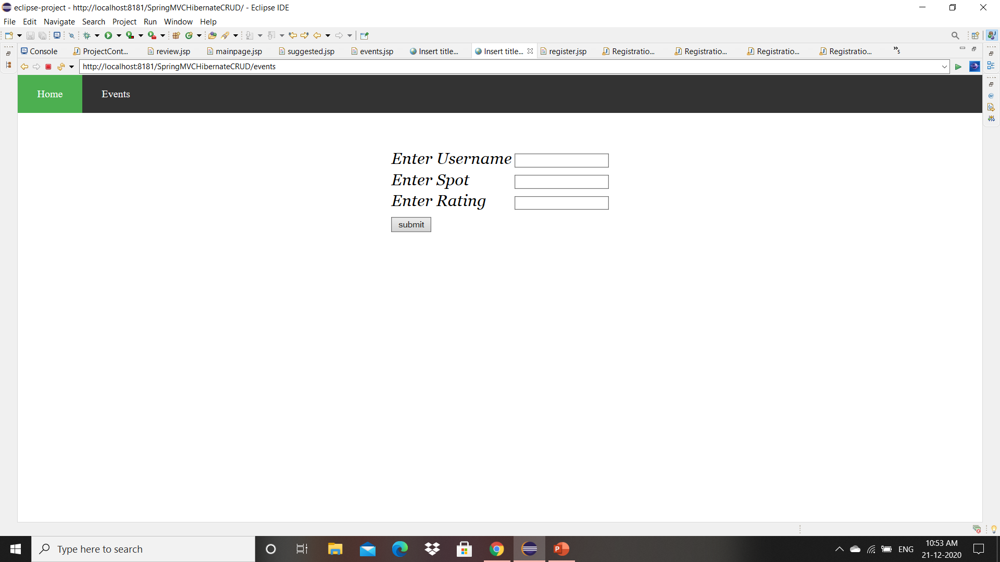 eclipse-project - http://localhost:8181/SpringMVCHibernateCRUD/ - Eclipse IDE
File Edit Navigate Search Project Run Window Help
Console ProjectCont... review.jsp mainpage.jsp suggested.jsp events.jsp Insert title... Insert title... register.jsp Registratio... Registratio... Registratio... Registratio... »5
http://localhost:8181/SpringMVCHibernateCRUD/events
Home Events
Enter Username
Enter Spot
Enter Rating
submit
Type here to search
ENG
10:53 AM
21-12-2020